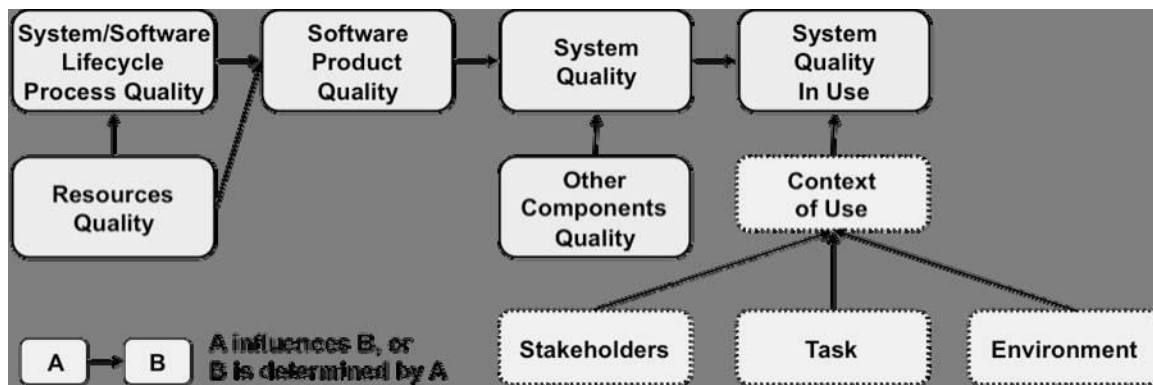 System/Software
Lifecycle
Process Quality
Software
Product
Quality
System
Quality
System
Quality
In Use
Resources
Quality
Other
Components
Quality
Context
of Use
Stakeholders
Task
Environment
A
B
A influences B, or
B is determined by A